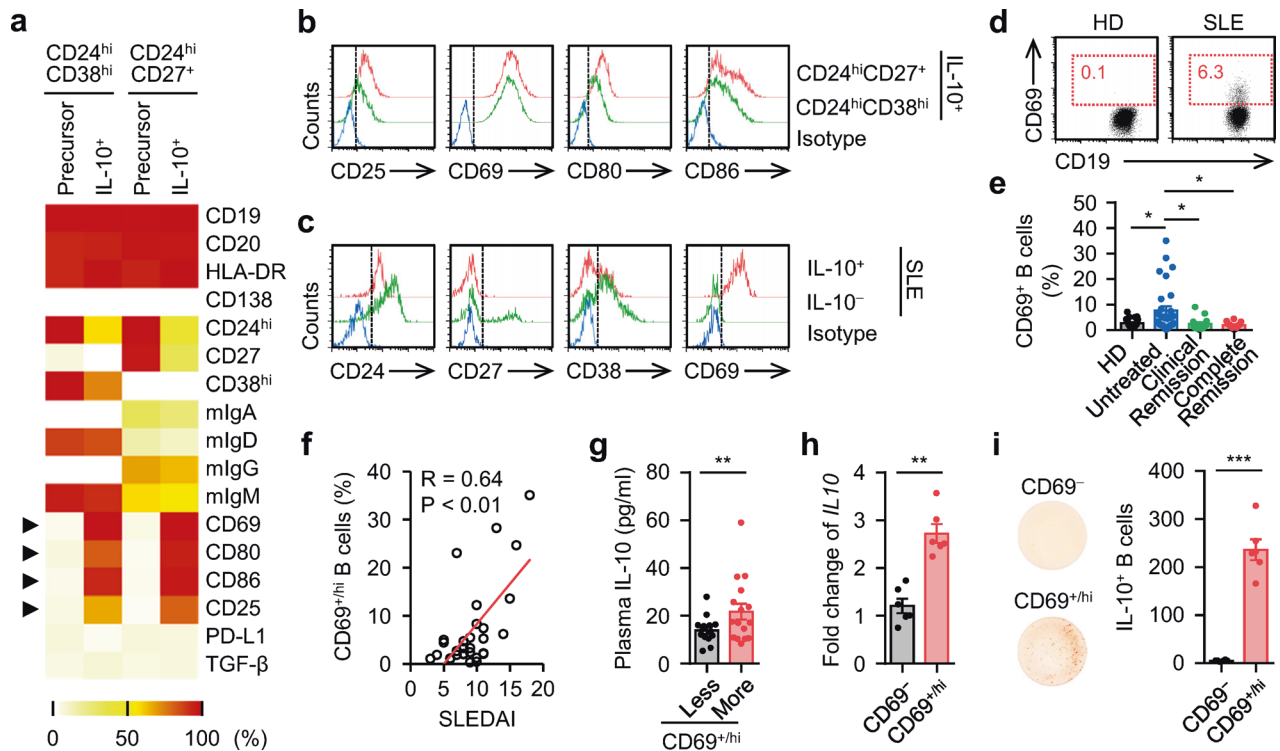 a
CD24hi
CD38hi
CD24hi
CD27+
Precursor
IL-10+
Precursor
IL-10+
CD19
CD20
HLA-DR
CD138
CD24hi
CD27
CD38hi
mIgA
mIgD
mIgG
mIgM
CD69
CD80
CD86
CD25
PD-L1
TGF-β
0 50 100 (%)
b
Counts
CD25
CD69
CD80
CD86
CD24hiCD27+
CD24hiCD38hi
Isotype
IL-10+
c
Counts
CD24
CD27
CD38
CD69
IL-10+
IL-10–
Isotype
SLE
d
HD SLE
0.1
6.3
CD69
CD19
e
* * *
CD69+ B cells
(%)
50
40
30
20
10
0
HD
Untreated
Clinical
Remission
Complete
Remission
f
R = 0.64
P < 0.01
CD69+/hi B cells (%)
40
30
20
10
0
0 5 10 15 20
SLEDAI
g
**
Plasma IL-10 (pg/ml)
80
60
40
20
0
Less
More
CD69+/hi
h
**
Fold change of IL10
4
3
2
1
0
CD69–
CD69+/hi
i
CD69–
CD69+/hi
***
IL-10+ B cells
400
300
200
100
0
CD69–
CD69+/hi